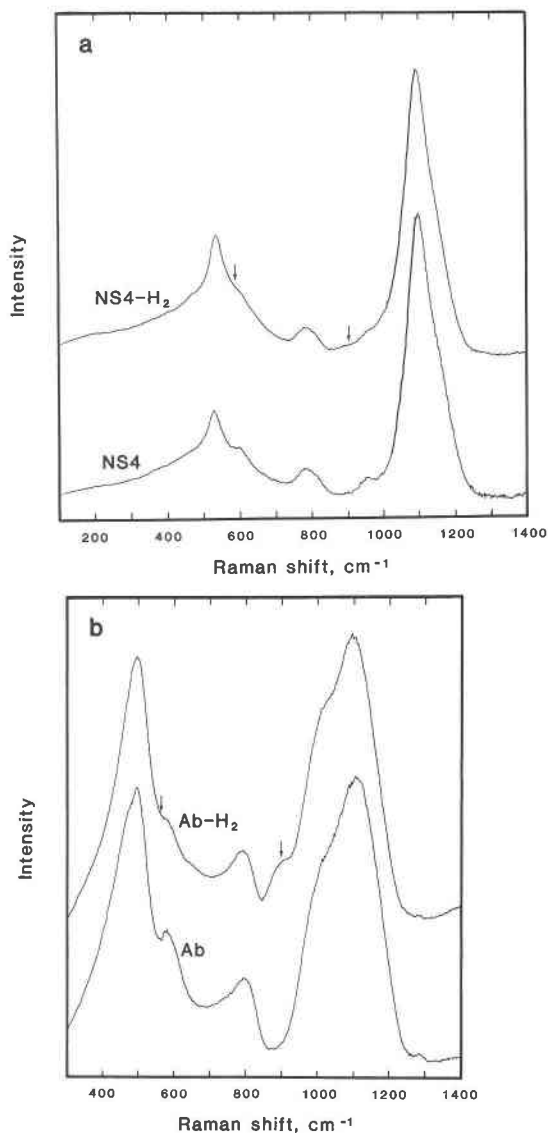 a
Intensity
NS4-H₂
NS4
200 400 600 800 1000 1200 1400
Raman shift, cm⁻¹
b
Intensity
Ab-H₂
Ab
400 600 800 1000 1200 1400
Raman shift, cm⁻¹